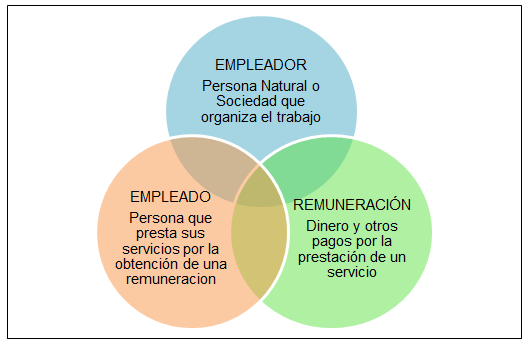 EMPLEADOR
Persona Natural o
Sociedad que
organiza el trabajo
EMPLEADO
Persona que
presta sus
servicios por la
obtención de una
remuneracion
REMUNERACIÓN
Dinero y otros
pagos por la
prestación de un
servicio